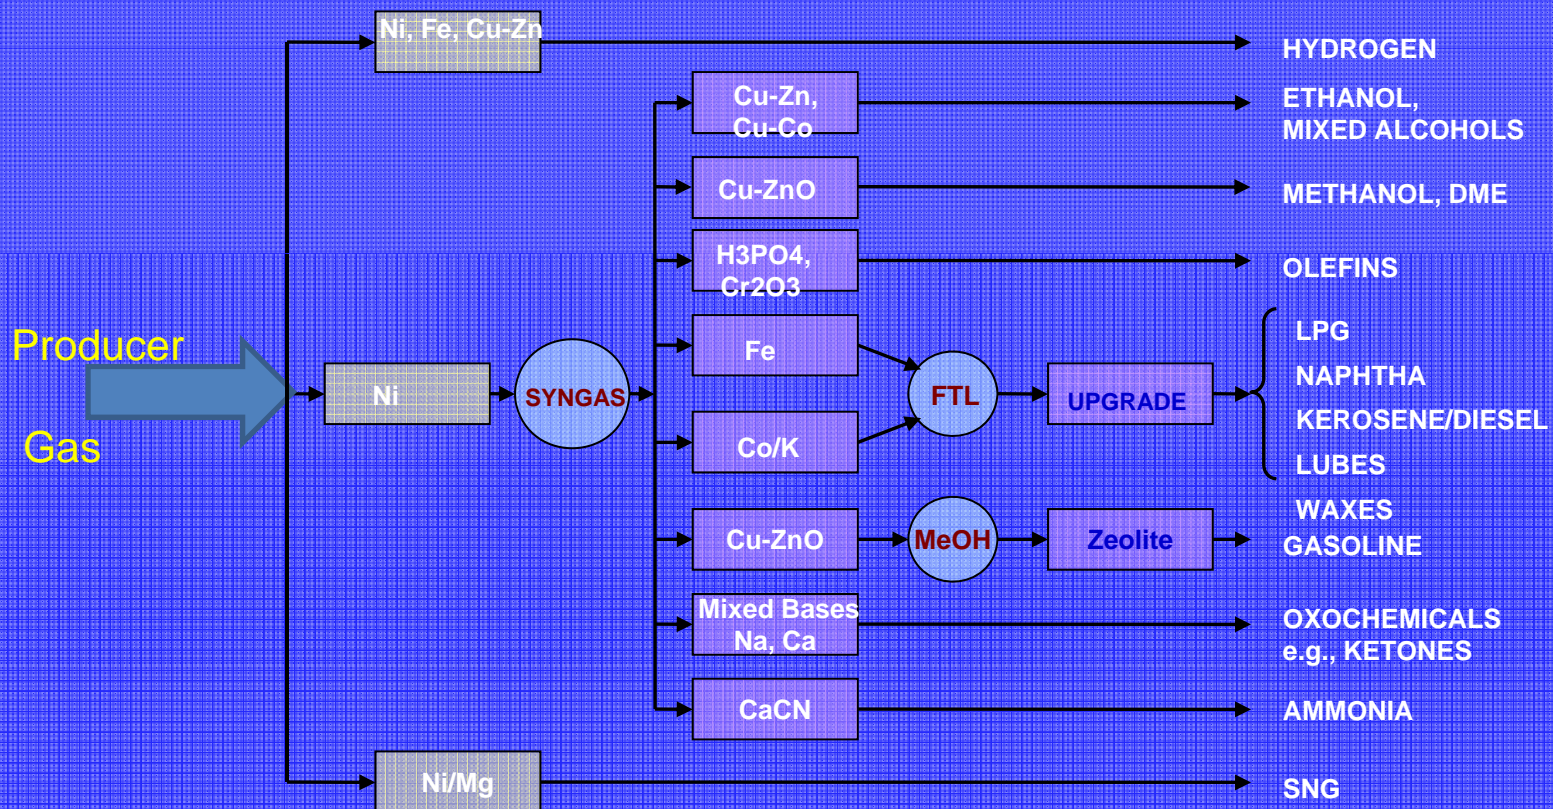 Ni, Fe, Cu-Zn
HYDROGEN
Cu-Zn,
Cu-Co
ETHANOL,
MIXED ALCOHOLS
Cu-ZnO
METHANOL, DME
H3PO4,
Cr2O3
OLEFINS
Producer
Gas
Ni
SYNGAS
Fe
Co/K
FTL
UPGRADE
LPG
NAPHTHA
KEROSENE/DIESEL
LUBES
WAXES
Cu-ZnO
MeOH
Zeolite
GASOLINE
Mixed Bases
Na, Ca
OXOCHEMICALS
e.g., KETONES
CaCN
AMMONIA
Ni/Mg
SNG